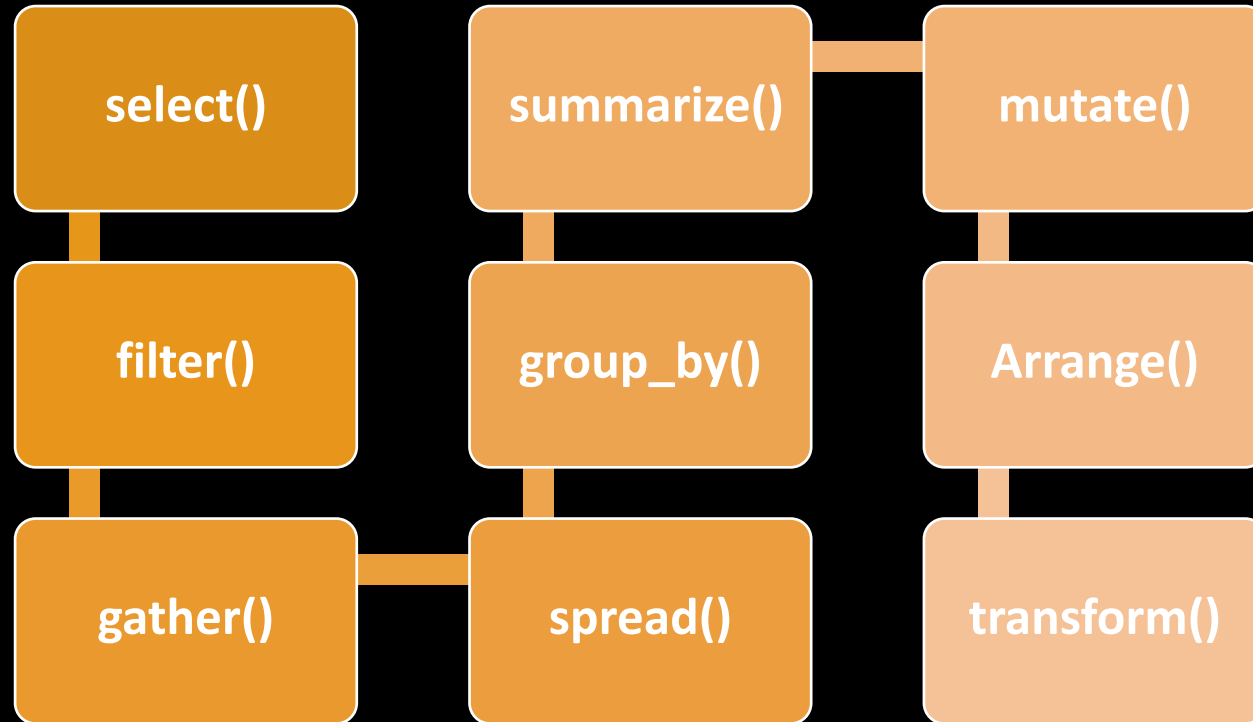 select()
filter()
gather()
spread()
group_by()
summarize()
mutate()
Arrange()
transform()